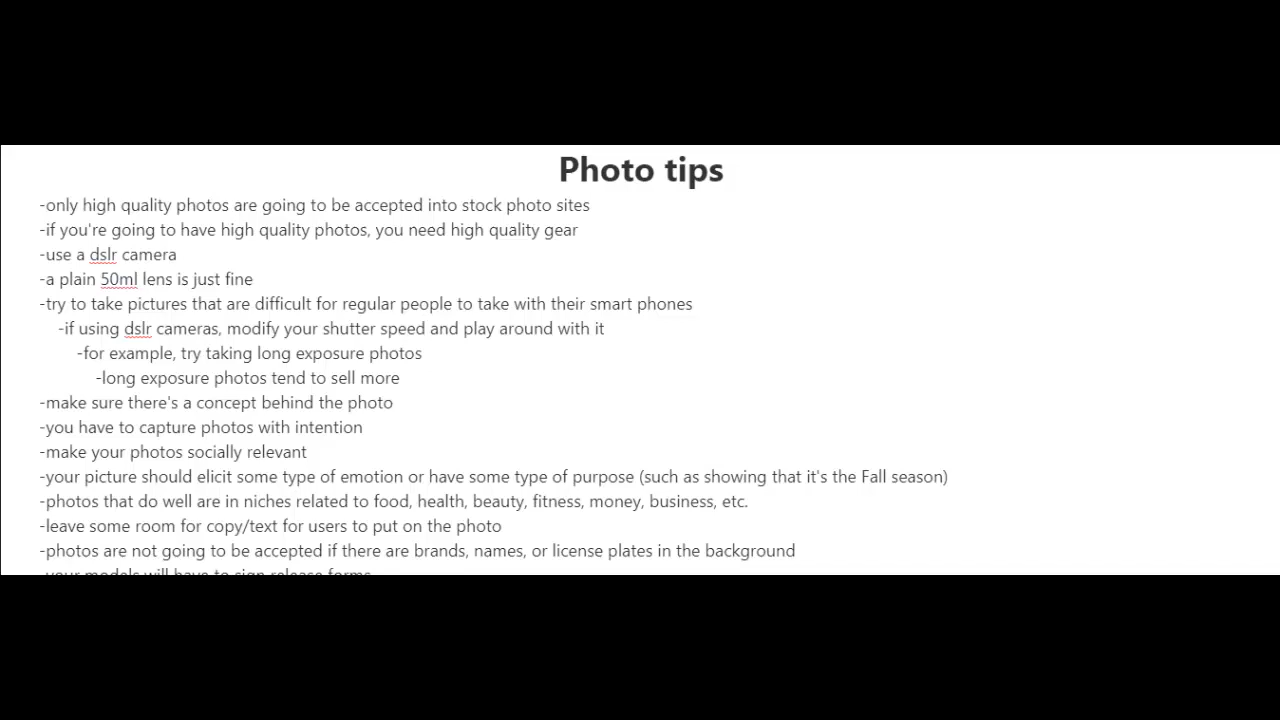 Photo tips
-only high quality photos are going to be accepted into stock photo sites
-if you're going to have high quality photos, you need high quality gear
-use a dslr camera
-a plain 50ml lens is just fine
-try to take pictures that are difficult for regular people to take with their smart phones
-if using dslr cameras, modify your shutter speed and play around with it
-for example, try taking long exposure photos
-long exposure photos tend to sell more
-make sure there's a concept behind the photo
-you have to capture photos with intention
-make your photos socially relevant
-your picture should elicit some type of emotion or have some type of purpose (such as showing that it's the Fall season)
-photos that do well are in niches related to food, health, beauty, fitness, money, business, etc.
-leave some room for copy/text for users to put on the photo
-photos are not going to be accepted if there are brands, names, or license plates in the background
-your models will have to sign release forms